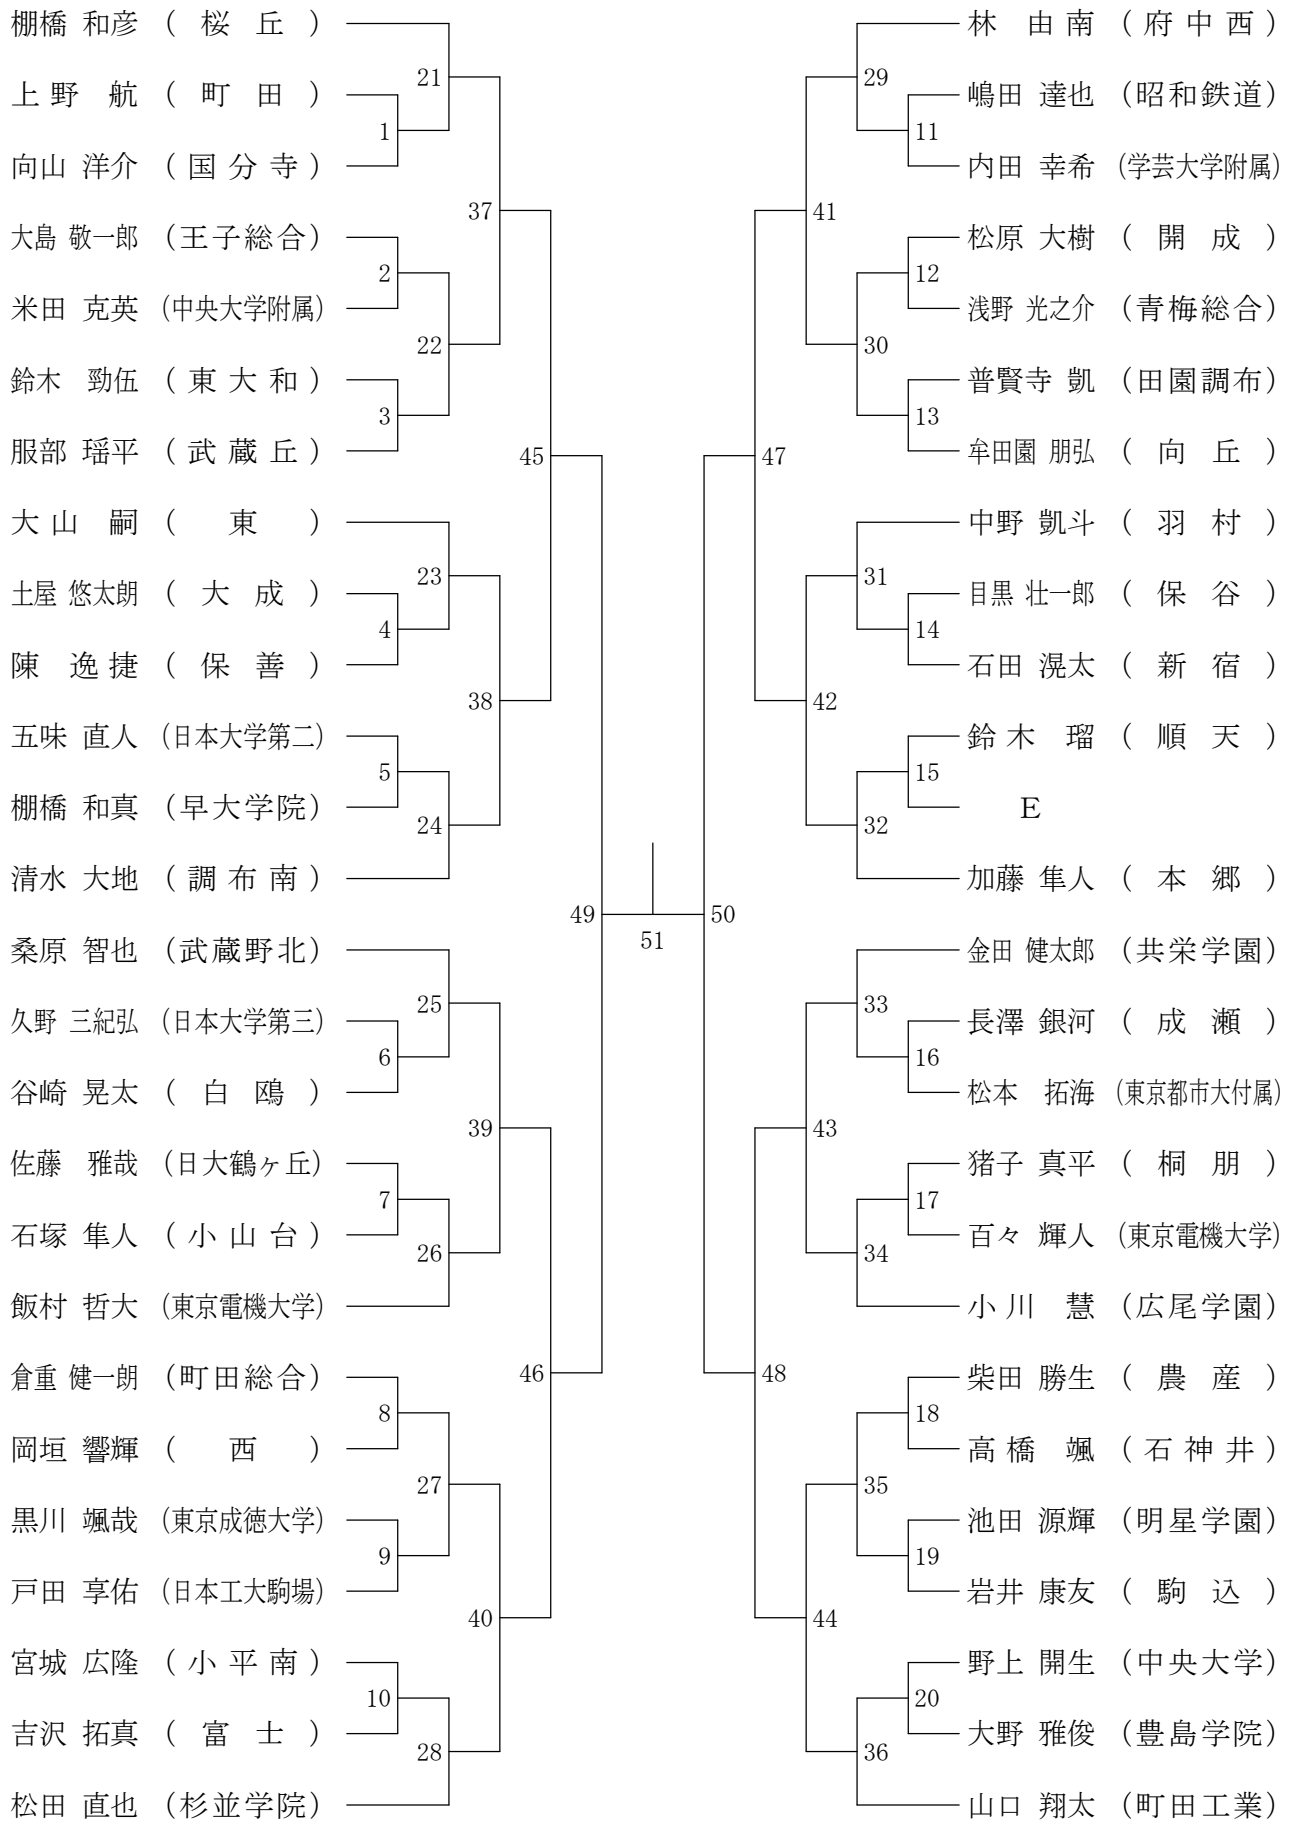 棚橋 和彦 ( 桜 丘 )
21
上野 航 ( 町 田 )
1
向山 洋介 ( 国 分 寺 )
37
大島 敬一郎 (王子総合)
2
米田 克英 (中央大学附属)
22
鈴木 勁伍 ( 東 大 和 )
3
服部 瑶平 ( 武 蔵 丘 )
45
大山 嗣 ( 東 )
23
土屋 悠太朗 ( 大 成 )
4
陳 逸捷 ( 保 善 )
38
五味 直人 (日本大学第二)
5
棚橋 和真 (早大学院)
24
清水 大地 ( 調 布 南 )
49
桑原 智也 (武蔵野北)
25
久野 三紀弘 (日本大学第三)
6
谷崎 晃太 ( 白 鴎 )
39
佐藤 雅哉 (日大鶴ヶ丘)
7
石塚 隼人 ( 小 山 台 )
26
飯村 哲大 (東京電機大学)
46
倉重 健一朗 (町田総合)
8
岡垣 響輝 ( 西 )
27
黒川 颯哉 (東京成徳大学)
9
戸田 享佑 (日本工大駒場)
40
宮城 広隆 ( 小 平 南 )
10
吉沢 拓真 ( 富 士 )
28
松田 直也 (杉並学院)
51
林 由南 ( 府 中 西 )
29
嶋田 達也 (昭和鉄道)
11
内田 幸希 (学芸大学附属)
41
松原 大樹 ( 開 成 )
12
浅野 光之介 (青梅総合)
30
普賢寺 凱 (田園調布)
13
牟田園 朋弘 ( 向 丘 )
47
中野 凱斗 ( 羽 村 )
31
目黒 壮一郎 ( 保 谷 )
14
石田 滉太 ( 新 宿 )
42
鈴木 瑠 ( 順 天 )
15
E
32
加藤 隼人 ( 本 郷 )
50
金田 健太郎 (共栄学園)
33
長澤 銀河 ( 成 瀬 )
16
松本 拓海 (東京都市大付属)
43
猪子 真平 ( 桐 朋 )
17
百々 輝人 (東京電機大学)
34
小川 慧 (広尾学園)
48
柴田 勝生 ( 農 産 )
18
高橋 颯 ( 石 神 井 )
35
池田 源輝 (明星学園)
19
岩井 康友 ( 駒 込 )
44
野上 開生 (中央大学)
20
大野 雅俊 (豊島学院)
36
山口 翔太 (町田工業)